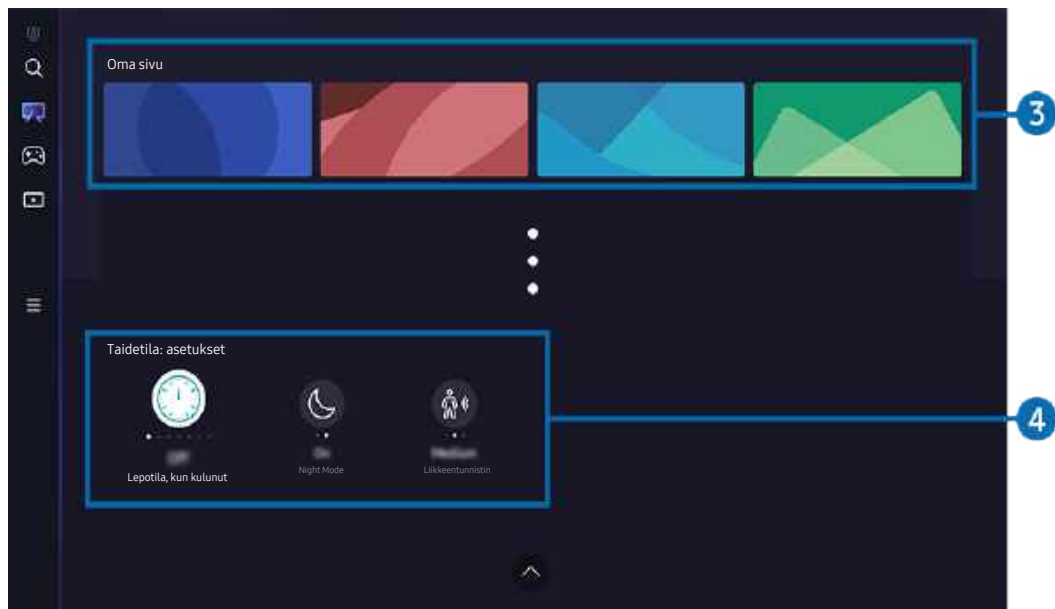 Oma sivu
3
Taidetila: asetukset
4
Lepotila, kun kulunut
Night Mode
Liikkeentunnistin